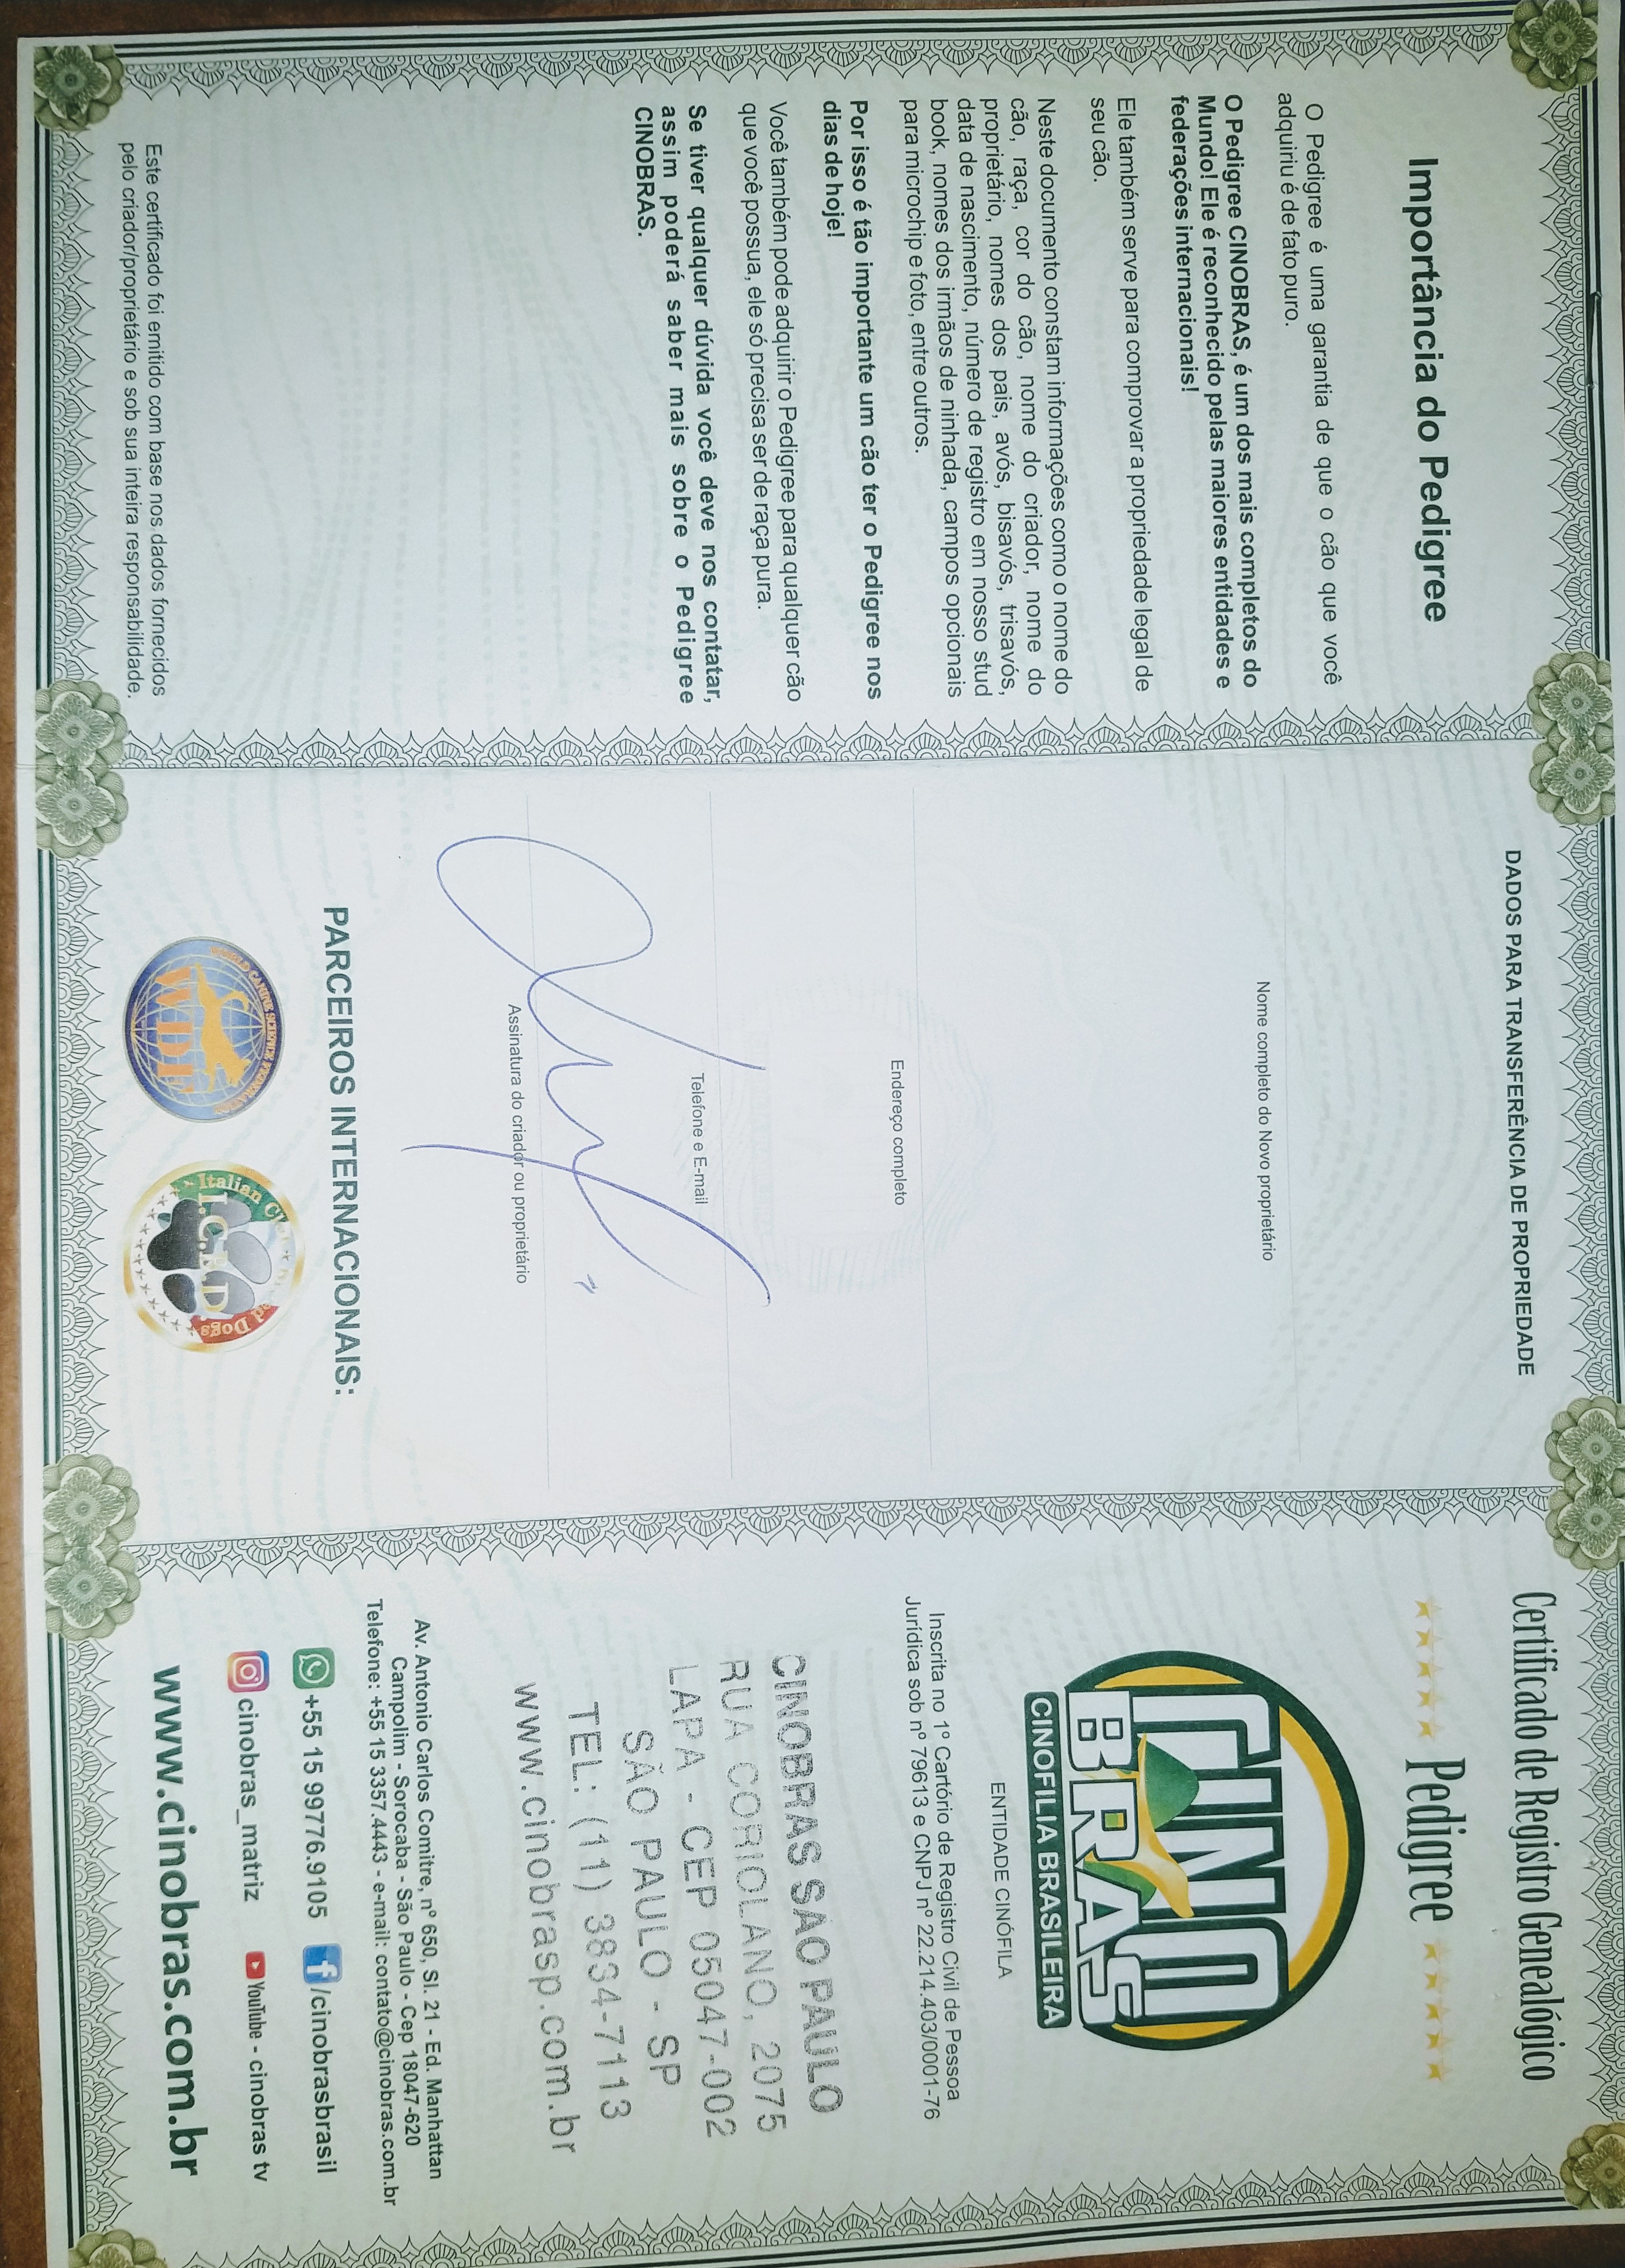 Importância do Pedigree
O Pedigree é uma garantia de que o cão que você
adquiriu é de fato puro.
O Pedigree CINOBRAS, é um dos mais completos do
Mundo! Ele é reconhecido pelas maiores entidades e
federações internacionais!
Ele também serve para comprovar a propriedade legal de
seu cão.
Neste documento constam informações como o nome do
cão, raça, cor do cão, nome do criador, nome do
proprietário, nomes dos pais, avós, bisavós, trisavós,
data de nascimento, número de registro em nosso stud
book, nomes dos irmãos de ninhada, campos opcionais
para microchip e foto, entre outros.
Por isso é tão importante um cão ter o Pedigree nos
dias de hoje!
Você também pode adquirir o Pedigree para qualquer cão
que você possua, ele só precisa ser de raça pura.
Se tiver qualquer dúvida você deve nos contatar,
assim poderá saber mais sobre o Pedigree
CINOBRAS.
Este certificado foi emitido com base nos dados fornecidos
pelo criador/proprietário e sob sua inteira responsabilidade.
DADOS PARA TRANSFERÊNCIA DE PROPRIEDADE
Nome completo do Novo proprietário
Endereço completo
Telefone e E-mail
Assinatura do criador ou proprietário
PARCEIROS INTERNACIONAIS:
WORLD CANINE SCIENCE FEDERATION
WDF
Italian Club
I.C.B.D.
Dogs
Certificado de Registro Genealógico
Pedigree
CINO
BRAS
CINOFILIA BRASILEIRA
ENTIDADE CINÓFILA
Inscrita no 1º Cartório de Registro Civil de Pessoa
Jurídica sob nº 79613 e CNPJ nº 22.214.403/0001-76
CINOBRAS SAO PAULO
RUA CORIOLANO, 2075
LAPA - CEP 05047-002
SÃO PAULO - SP
TEL: (11) 3834-7113
www.cinobrasp.com.br
Av. Antonio Carlos Comitre, nº 650, Sl. 21 - Ed. Manhattan
Campolim - Sorocaba - São Paulo - Cep 18047-620
Telefone: +55 15 3357.4443 - e-mail: contato@cinobras.com.br
+55 15 99776.9105 /cinobrasbrasil
cinobras_matriz YouTube - cinobras tv
www.cinobras.com.br